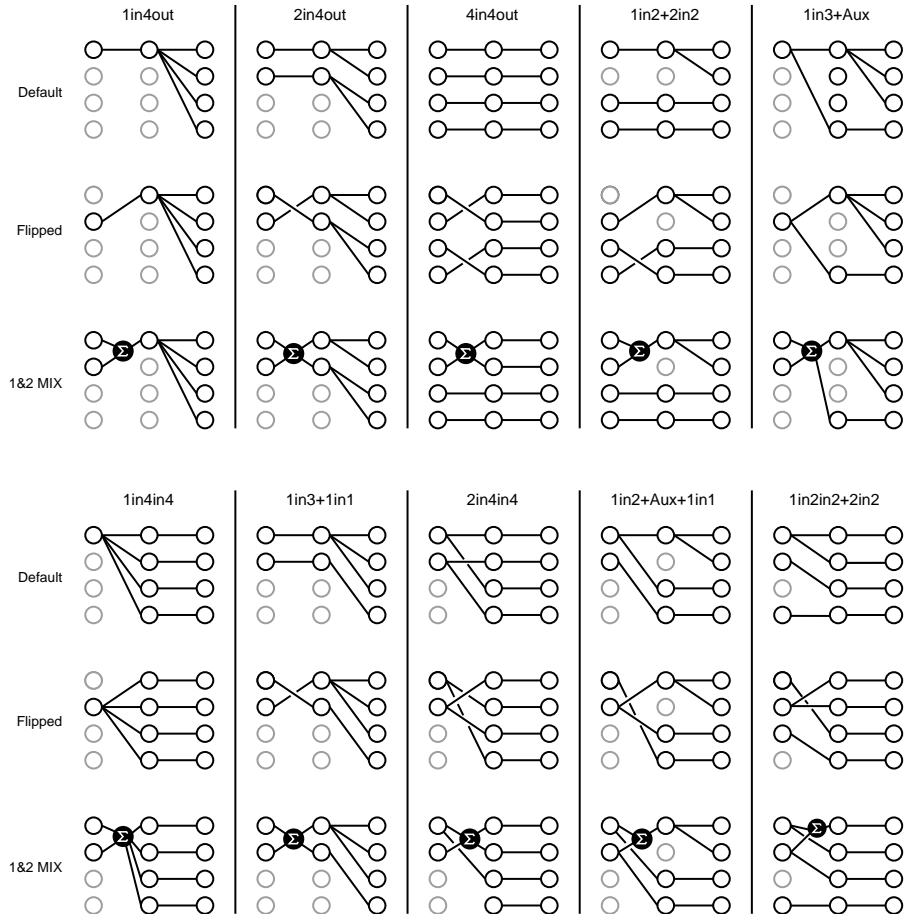 1in4out 2in4out 4in4out 1in2+2in2 1in3+Aux
Default
Flipped
Σ Σ Σ Σ Σ
1&2 MIX
1in4in4 1in3+1in1 2in4in4 1in2+Aux+1in1 1in2in2+2in2
Default
Flipped
Σ Σ Σ Σ Σ
1&2 MIX